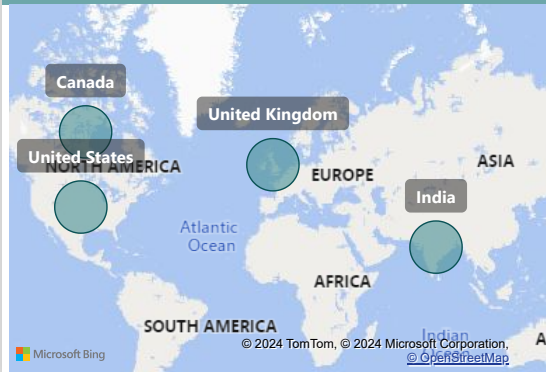 Canada
United Kingdom
United States
NORTH AMERICA
EUROPE
ASIA
India
Atlantic
Ocean
AFRICA
SOUTH AMERICA
Indian
Ocean
A
Microsoft Bing
© 2024 TomTom, © 2024 Microsoft Corporation,
© OpenStreetMap